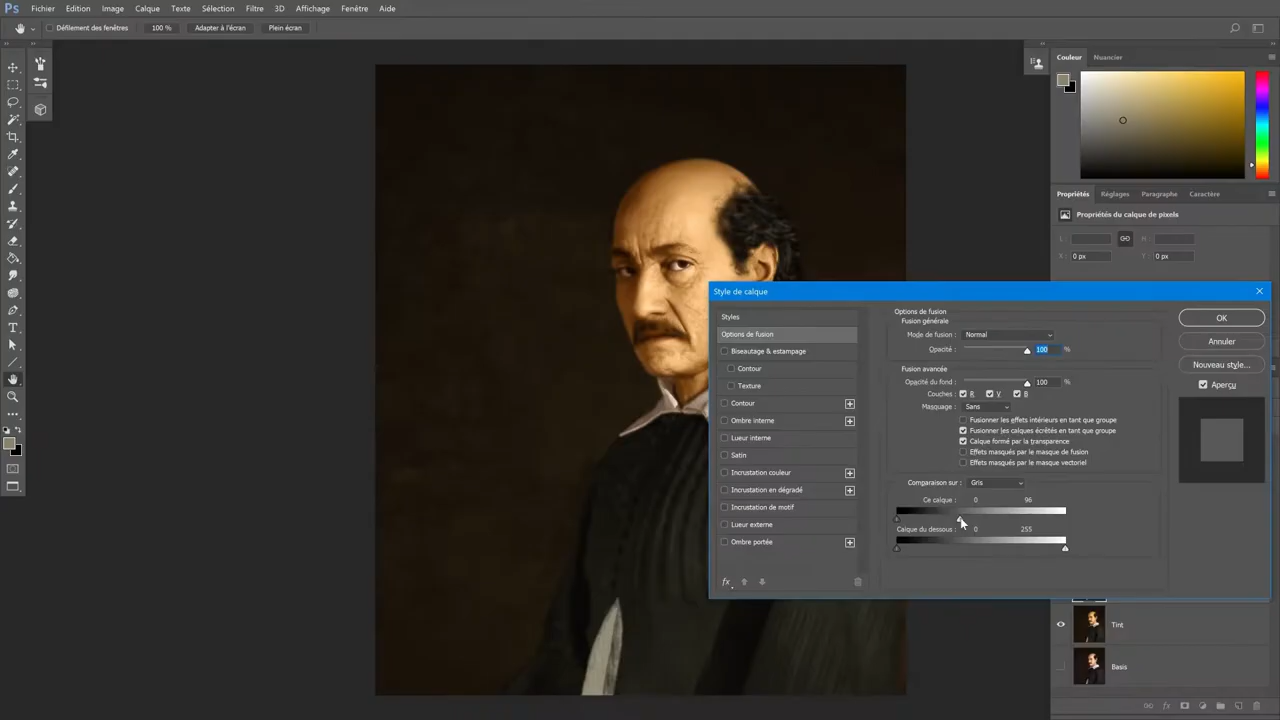 Ps Fichier Edition Image Calque Texte Sélection Filtre 3D Affichage Fenêtre Aide
Défilement des fenêtres 100 % Adapter à l'écran Plein écran
Couleur Nuancier
Propriétés Réglages Paragraphe Caractère
Propriétés du calque de pixels
L : H :
X : 0 px Y : 0 px
Style de calque
Styles
Options de fusion
Biseautage & estampage
Contour
Texture
Contour
Ombre interne
Lueur interne
Satin
Incrustation couleur
Incrustation en dégradé
Incrustation de motif
Lueur externe
Ombre portée
fx
Options de fusion
Fusion générale
Mode de fusion : Normal
Opacité : 100 %
Fusion avancée
Opacité du fond : 100 %
Couches : R V B
Masquage : Sans
Fusionner les effets intérieurs en tant que groupe
Fusionner les calques écrêtés en tant que groupe
Calque formé par la transparence
Effets masqués par le masque de fusion
Effets masqués par le masque vectoriel
Comparaison sur : Gris
Ce calque : 0 96
Calque du dessous : 0 255
OK
Annuler
Nouveau style...
Aperçu
Tint
Basis
fx